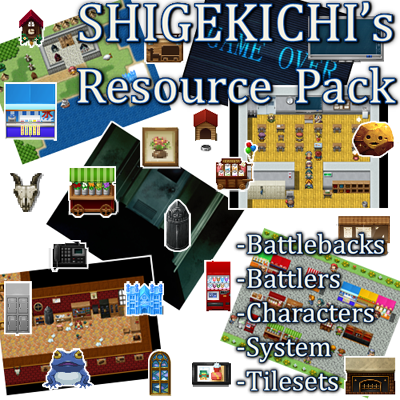 SHIGEKICHI's
Resource Pack
GAME OVER
-Battlebacks
-Battlers
-Characters
-System
-Tilesets